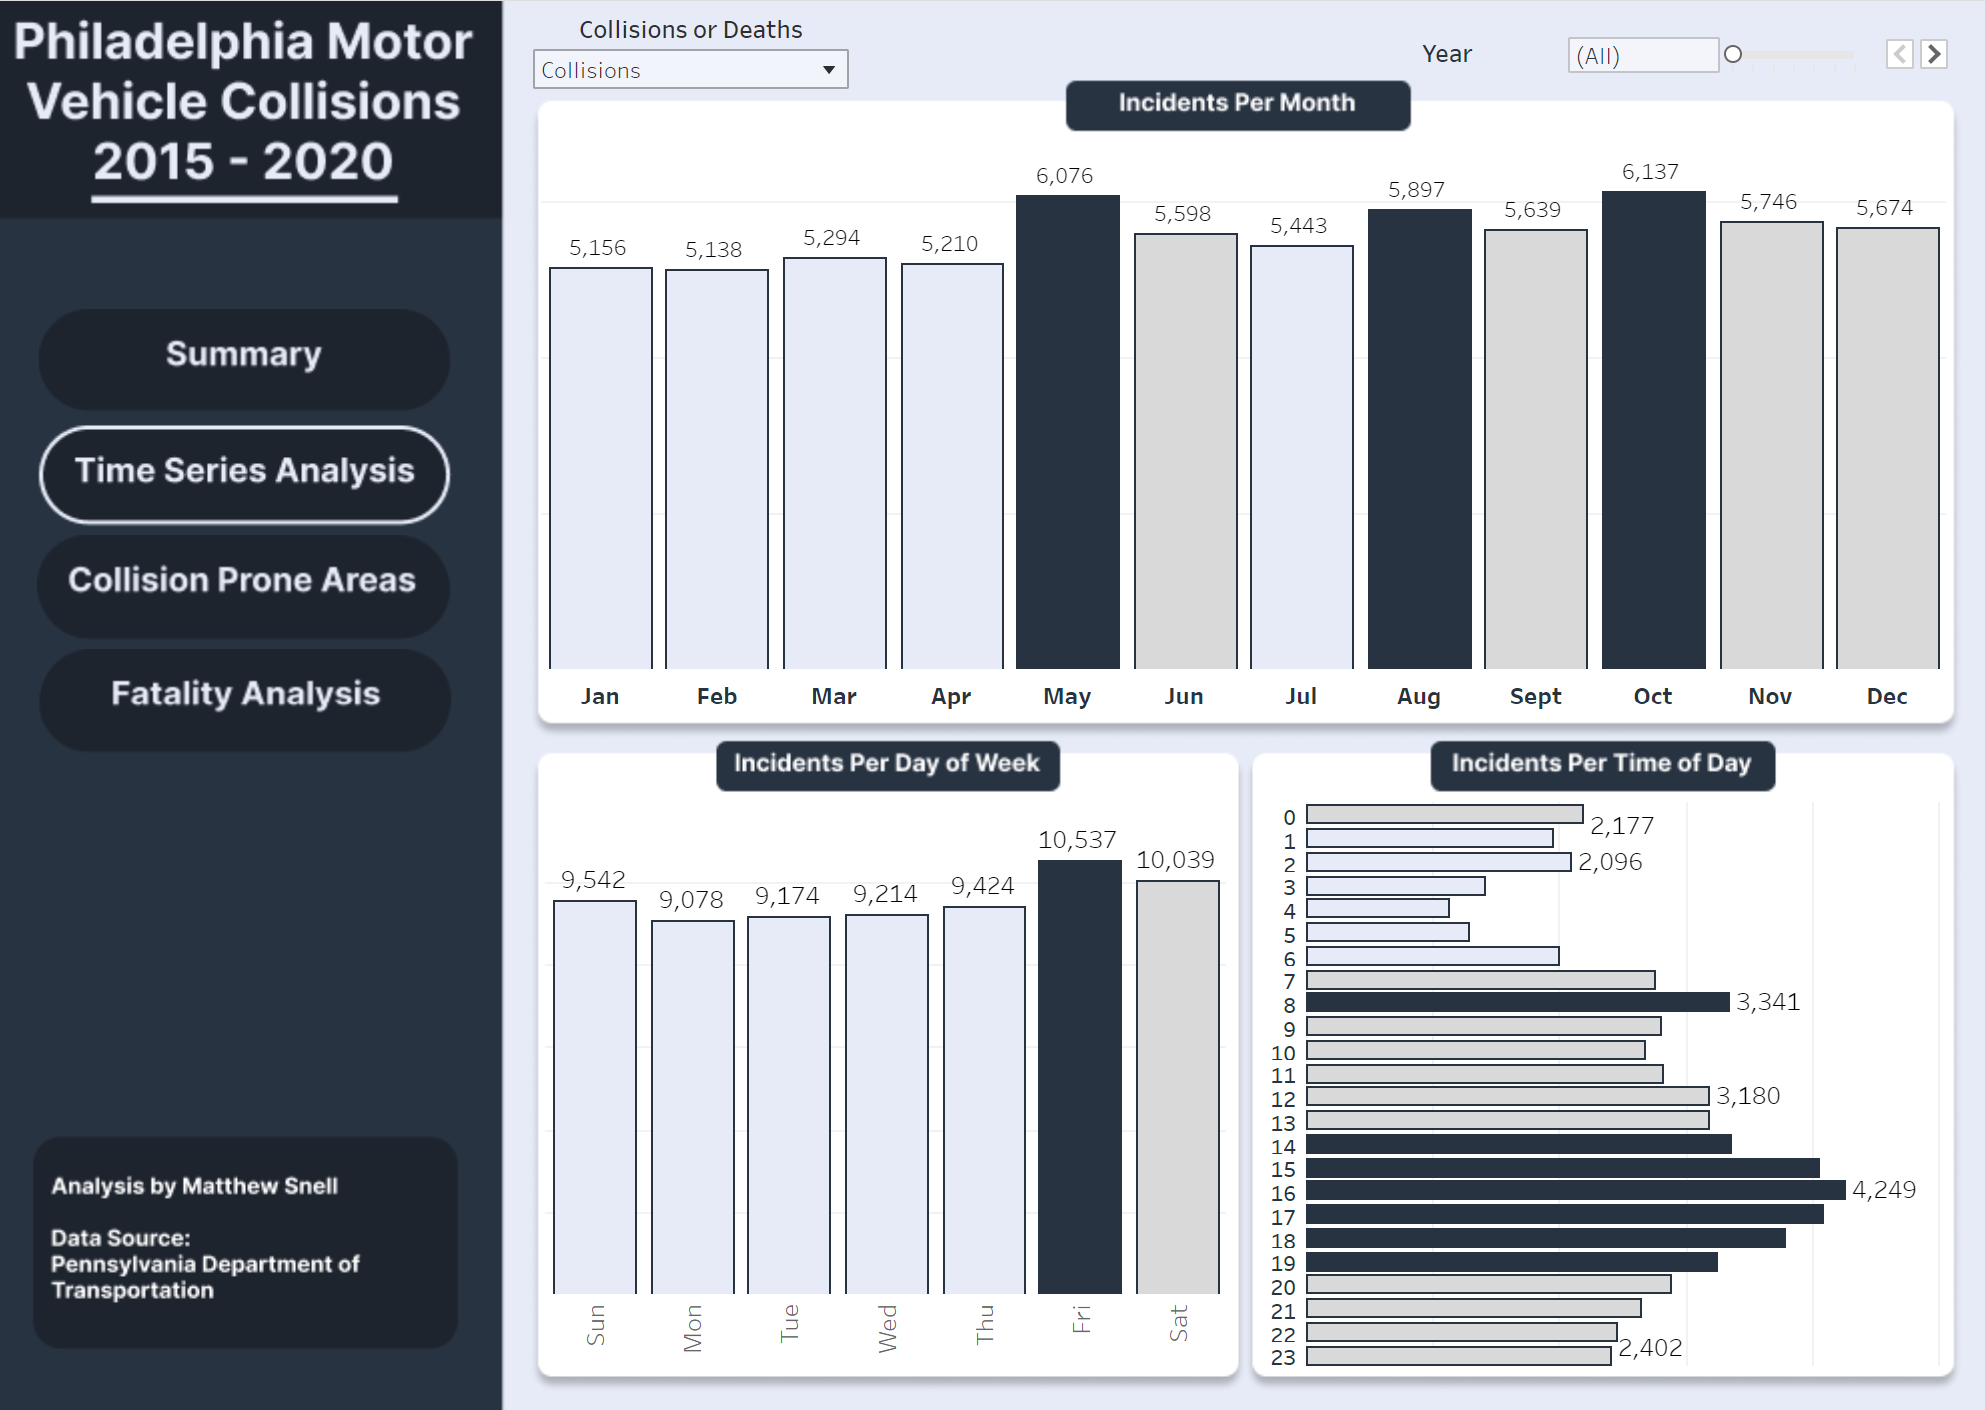 Philadelphia Motor
Vehicle Collisions
2015 - 2020
Summary
Time Series Analysis
Collision Prone Areas
Fatality Analysis
Analysis by Matthew Snell
Data Source:
Pennsylvania Department of
Transportation
Collisions or Deaths
Collisions
Year
(All)
Incidents Per Month
5,156
5,138
5,294
5,210
6,076
5,598
5,443
5,897
5,639
6,137
5,746
5,674
Jan
Feb
Mar
Apr
May
Jun
Jul
Aug
Sept
Oct
Nov
Dec
Incidents Per Day of Week
9,542
9,078
9,174
9,214
9,424
10,537
10,039
Sun
Mon
Tue
Wed
Thu
Fri
Sat
Incidents Per Time of Day
0 2,177
1
2 2,096
3
4
5
6
7
8 3,341
9
10
11
12 3,180
13
14
15
16 4,249
17
18
19
20
21
22
23 2,402